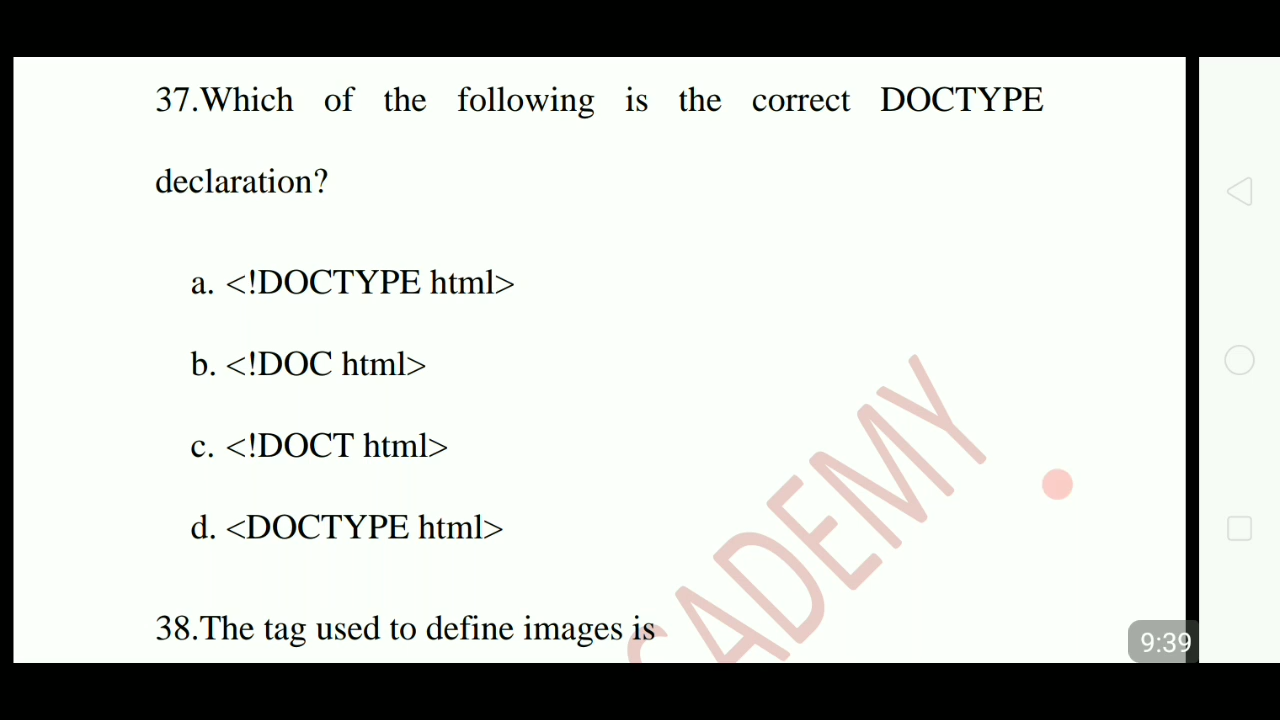 37.Which of the following is the correct DOCTYPE
declaration?
a. <!DOCTYPE html>
b. <!DOC html>
c. <!DOCT html>
d. <DOCTYPE html>
38.The tag used to define images is
CADEMY
9:39